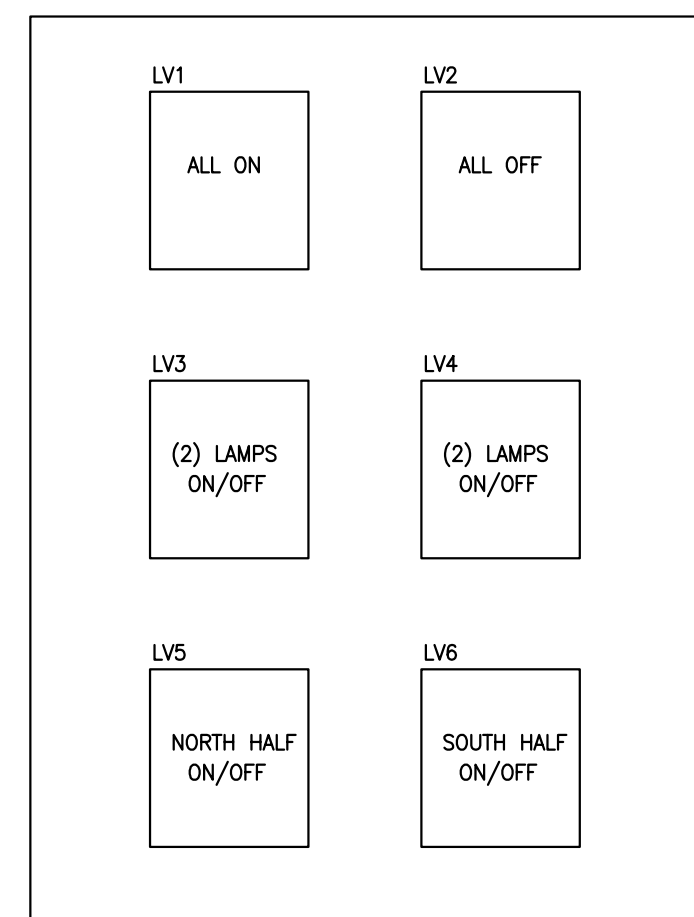 LV1
ALL ON
LV2
ALL OFF
LV3
(2) LAMPS
ON/OFF
LV4
(2) LAMPS
ON/OFF
LV5
NORTH HALF
ON/OFF
LV6
SOUTH HALF
ON/OFF